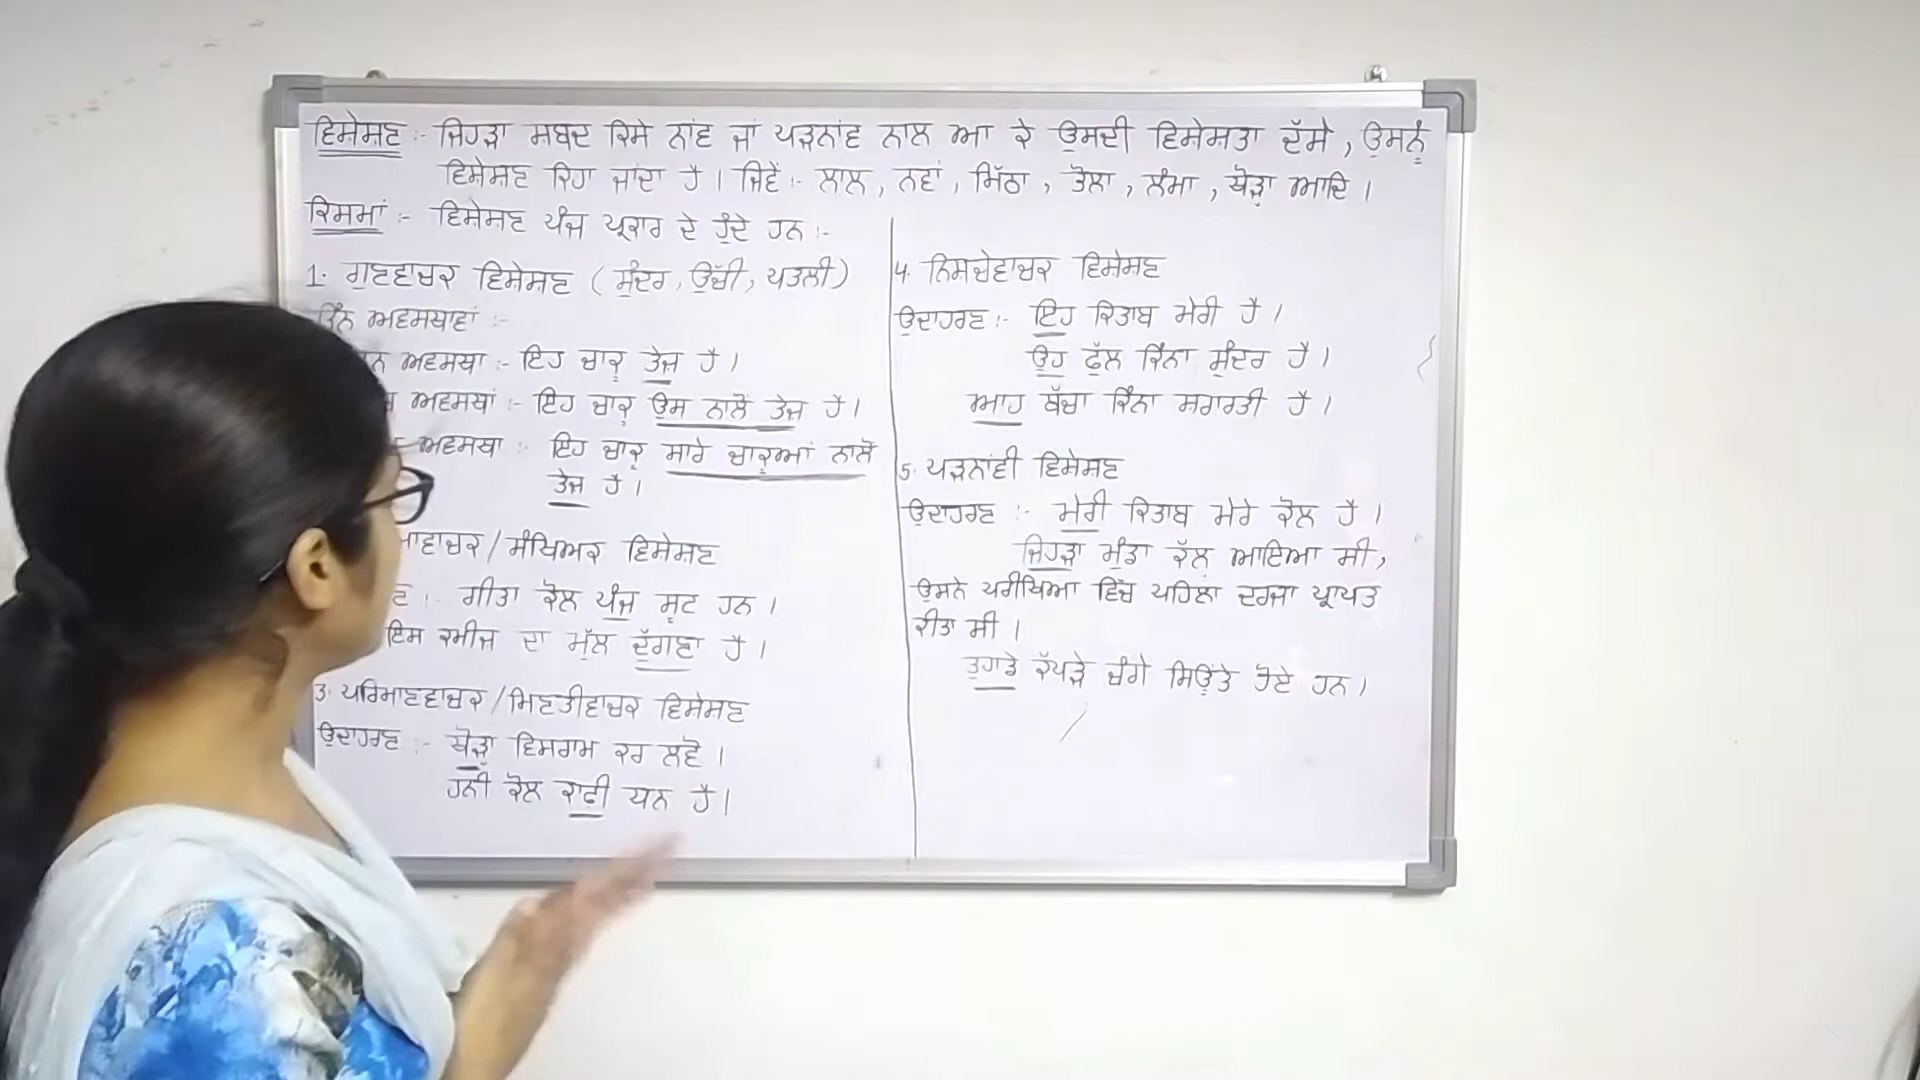 ਵਿਸ਼ੇਸ਼ਣ :- ਜਿਹੜਾ ਸ਼ਬਦ ਕਿਸੇ ਨਾਂਵ ਜਾਂ ਪੜਨਾਂਵ ਨਾਲ ਆ ਕੇ ਉਸਦੀ ਵਿਸ਼ੇਸ਼ਤਾ ਦੱਸੇ, ਉਸਨੂੰ
ਵਿਸ਼ੇਸ਼ਣ ਕਿਹਾ ਜਾਂਦਾ ਹੈ। ਜਿਵੇਂ :- ਲਾਲ, ਨਵਾਂ, ਮਿੱਠਾ, ਤੋਲਾ, ਲੰਮਾ, ਥੋੜ੍ਹਾ ਆਦਿ।
ਕਿਸਮਾਂ :- ਵਿਸ਼ੇਸ਼ਣ ਪੰਜ ਪ੍ਰਕਾਰ ਦੇ ਹੁੰਦੇ ਹਨ :-
1. ਗੁਣਵਾਚਕ ਵਿਸ਼ੇਸ਼ਣ (ਸੁੰਦਰ, ਉੱਚੀ, ਪਤਲੀ)
ਤਿੰਨ ਅਵਸਥਾਵਾਂ :-
ਅਵਸਥਾ :- ਇਹ ਚਾਕੂ ਤੇਜ਼ ਹੈ।
ਅਵਸਥਾਂ :- ਇਹ ਚਾਕੂ ਉਸ ਨਾਲੋਂ ਤੇਜ਼ ਹੈ।
ਅਵਸਥਾ :- ਇਹ ਚਾਕੂ ਸਾਰੇ ਚਾਕੂਆਂ ਨਾਲੋਂ
ਤੇਜ਼ ਹੈ।
/ਸੰਖਿਅਕ ਵਿਸ਼ੇਸ਼ਣ
:- ਗੀਤਾ ਕੋਲ ਪੰਜ ਸੂਟ ਹਨ।
ਇਸ ਕਮੀਜ਼ ਦਾ ਮੁੱਲ ਦੁੱਗਣਾ ਹੈ।
3. ਪਰਿਮਾਣਵਾਚਕ/ਮਿਣਤੀਵਾਚਕ ਵਿਸ਼ੇਸ਼ਣ
ਉਦਾਹਰਣ :- ਥੋੜ੍ਹਾ ਵਿਸਰਾਮ ਕਰ ਲਵੋ।
ਹਨੀ ਕੋਲ ਕਾਫ਼ੀ ਧਨ ਹੈ।
4. ਨਿਸਚੇਵਾਚਕ ਵਿਸ਼ੇਸ਼ਣ
ਉਦਾਹਰਣ :- ਇਹ ਕਿਤਾਬ ਮੇਰੀ ਹੈ।
ਉਹ ਫੁੱਲ ਕਿੰਨਾ ਸੁੰਦਰ ਹੈ।
ਆਹ ਬੱਚਾ ਕਿੰਨਾ ਸ਼ਰਾਰਤੀ ਹੈ।
5. ਪੜਨਾਂਵੀ ਵਿਸ਼ੇਸ਼ਣ
ਉਦਾਹਰਣ :- ਮੇਰੀ ਕਿਤਾਬ ਮੇਰੇ ਕੋਲ ਹੈ।
ਜਿਹੜਾ ਮੁੰਡਾ ਕੱਲ ਆਇਆ ਸੀ,
ਉਸਨੇ ਪਰੀਖਿਆ ਵਿੱਚ ਪਹਿਲਾ ਦਰਜਾ ਪ੍ਰਾਪਤ
ਕੀਤਾ ਸੀ।
ਤੁਹਾਡੇ ਕੱਪੜੇ ਚੰਗੇ ਸਿਉਂਤੇ ਹੋਏ ਹਨ।